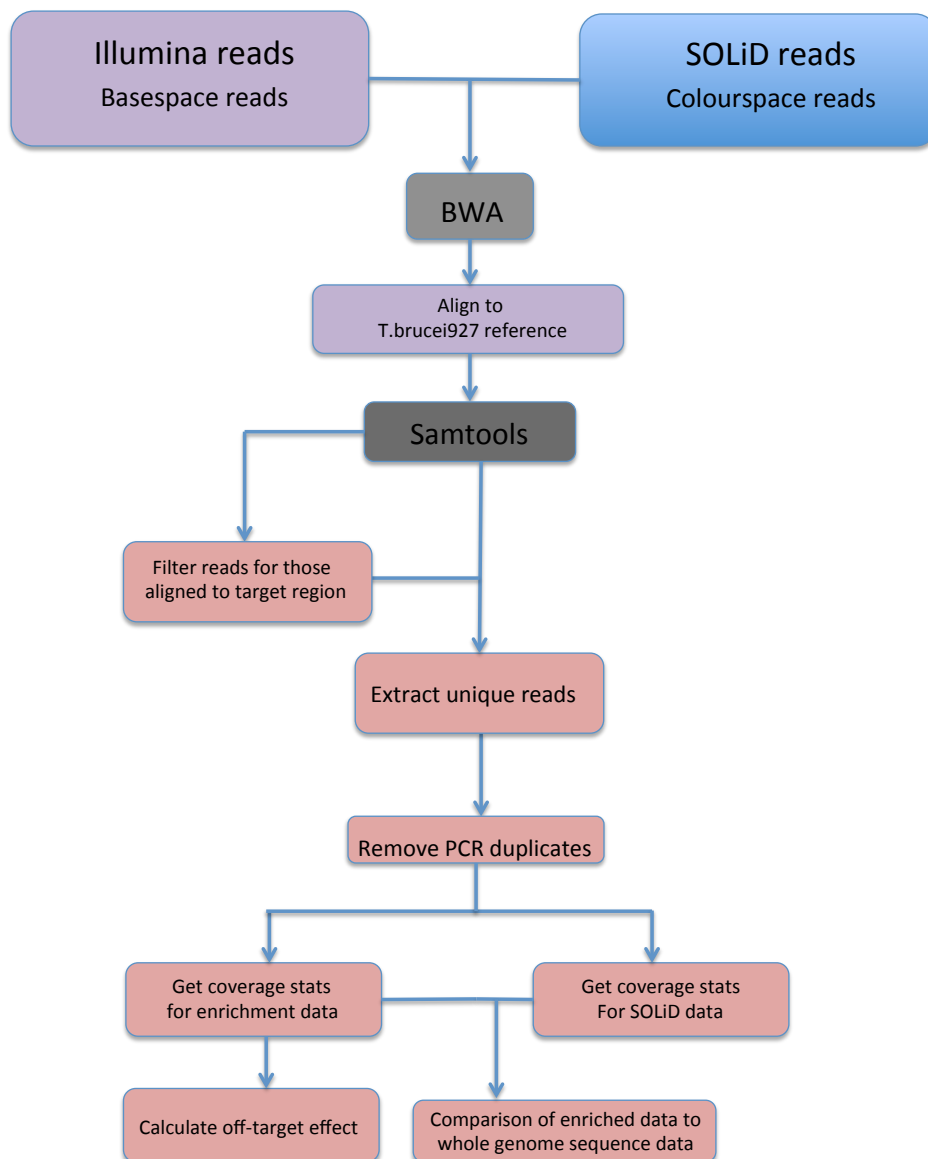 Illumina reads
Basespace reads
SOLiD reads
Colourspace reads
BWA
Align to
T.brucei927 reference
Samtools
Filter reads for those
aligned to target region
Extract unique reads
Remove PCR duplicates
Get coverage stats
for enrichment data
Get coverage stats
For SOLiD data
Calculate off-target effect
Comparison of enriched data to
whole genome sequence data